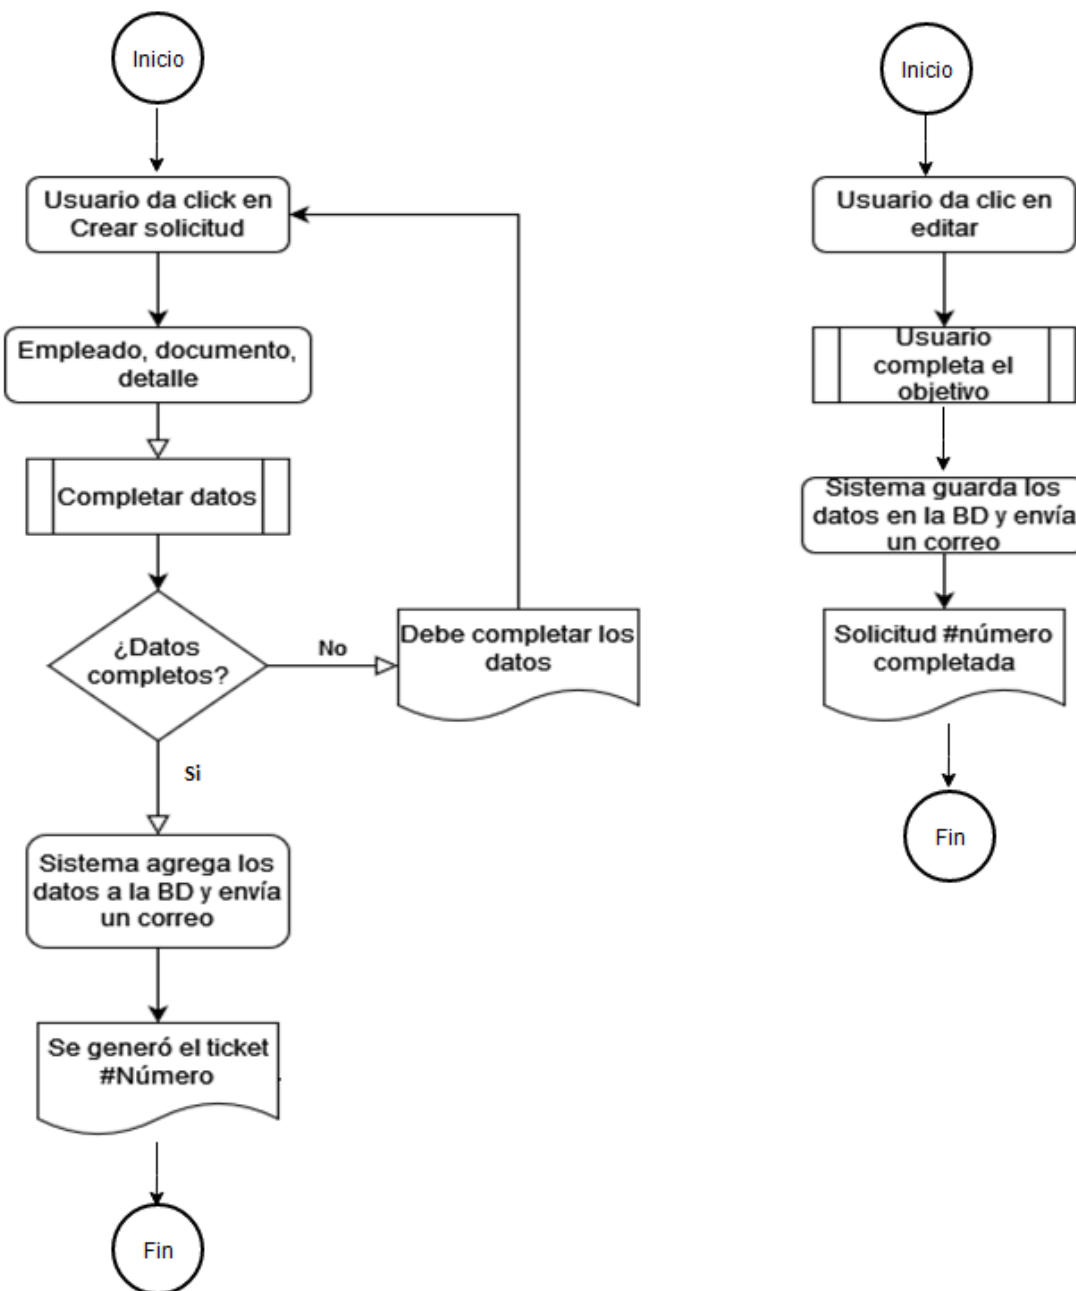 Inicio
Usuario da click en
Crear solicitud
Empleado, documento,
detalle
Completar datos
¿Datos
completos?
No
Debe completar los
datos
Si
Sistema agrega los
datos a la BD y envía
un correo
Se generó el ticket
#Número
Fin
Inicio
Usuario da clic en
editar
Usuario
completa el
objetivo
Sistema guarda los
datos en la BD y envía
un correo
Solicitud #número
completada
Fin